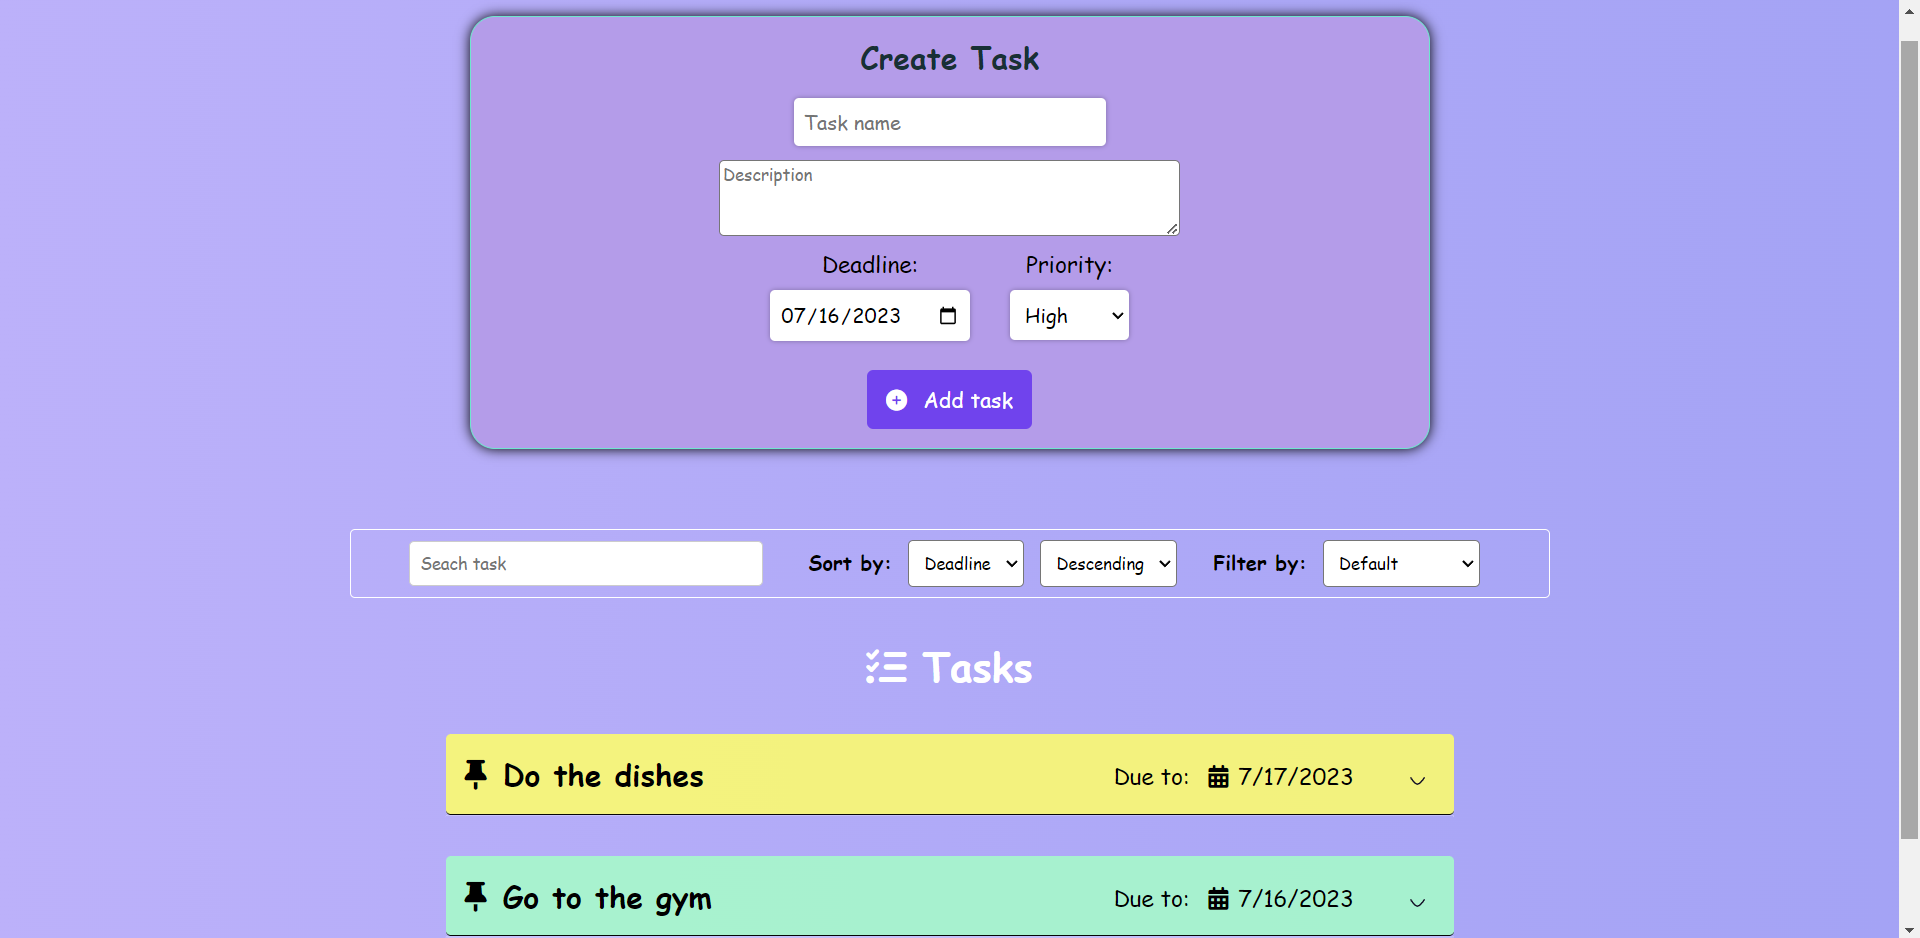 Create Task
Task name
Description
Deadline: Priority:
07/16/2023 High
Add task
Seach task Sort by: Deadline Descending Filter by: Default
Tasks
Do the dishes Due to: 7/17/2023
Go to the gym Due to: 7/16/2023